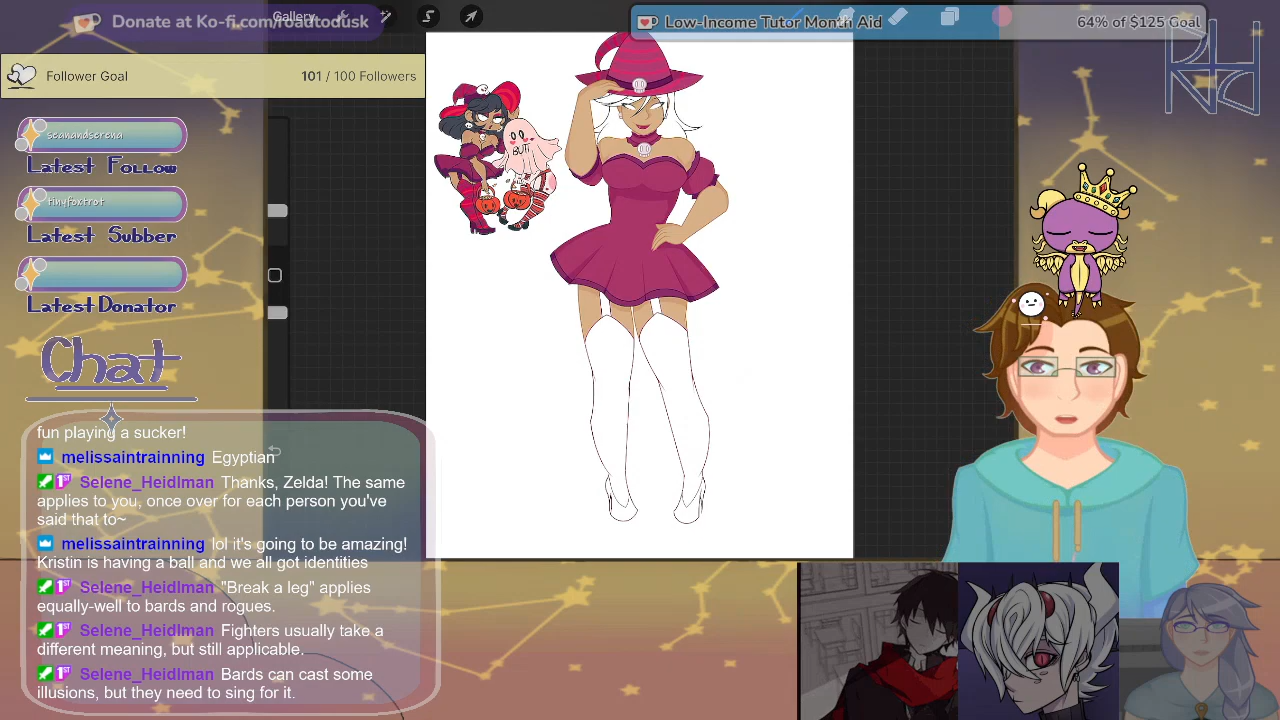 Donate at Ko-fi.com/roadtodusk
Gallery
Low-Income Tutor Month Aid
64% of $125 Goal
Follower Goal
101 / 100 Followers
seanandserena
Latest Follow
tinyfoxtrot
Latest Subber
Latest Donator
BUT
Chat
fun playing a sucker!
melissaintrainning Egyptian
Selene_Heidlman Thanks, Zelda! The same
applies to you, once over for each person you've
said that to~
melissaintrainning lol it's going to be amazing!
Kristin is having a ball and we all got identities
Selene_Heidlman "Break a leg" applies
equally-well to bards and rogues.
Selene_Heidlman Fighters usually take a
different meaning, but still applicable.
Selene_Heidlman Bards can cast some
illusions, but they need to sing for it.